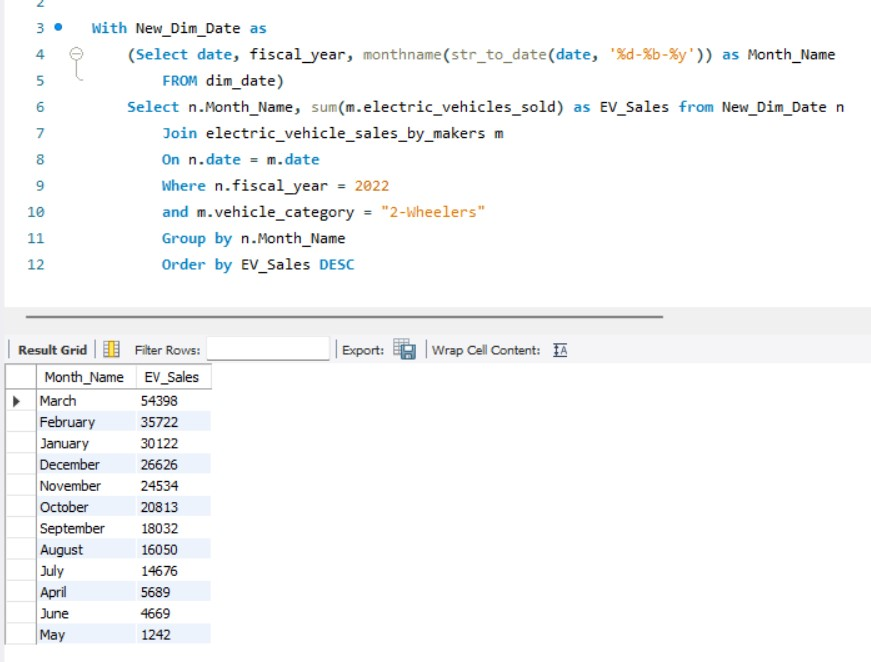 2
3 With New_Dim_Date as
4 (Select date, fiscal_year, monthname(str_to_date(date, '%d-%b-%y')) as Month_Name
5 FROM dim_date)
6 Select n.Month_Name, sum(m.electric_vehicles_sold) as EV_Sales from New_Dim_Date n
7 Join electric_vehicle_sales_by_makers m
8 On n.date = m.date
9 Where n.fiscal_year = 2022
10 and m.vehicle_category = "2-Wheelers"
11 Group by n.Month_Name
12 Order by EV_Sales DESC
Result Grid Filter Rows: Export: Wrap Cell Content: IA
Month_Name EV_Sales
March 54398
February 35722
January 30122
December 26626
November 24534
October 20813
September 18032
August 16050
July 14676
April 5689
June 4669
May 1242